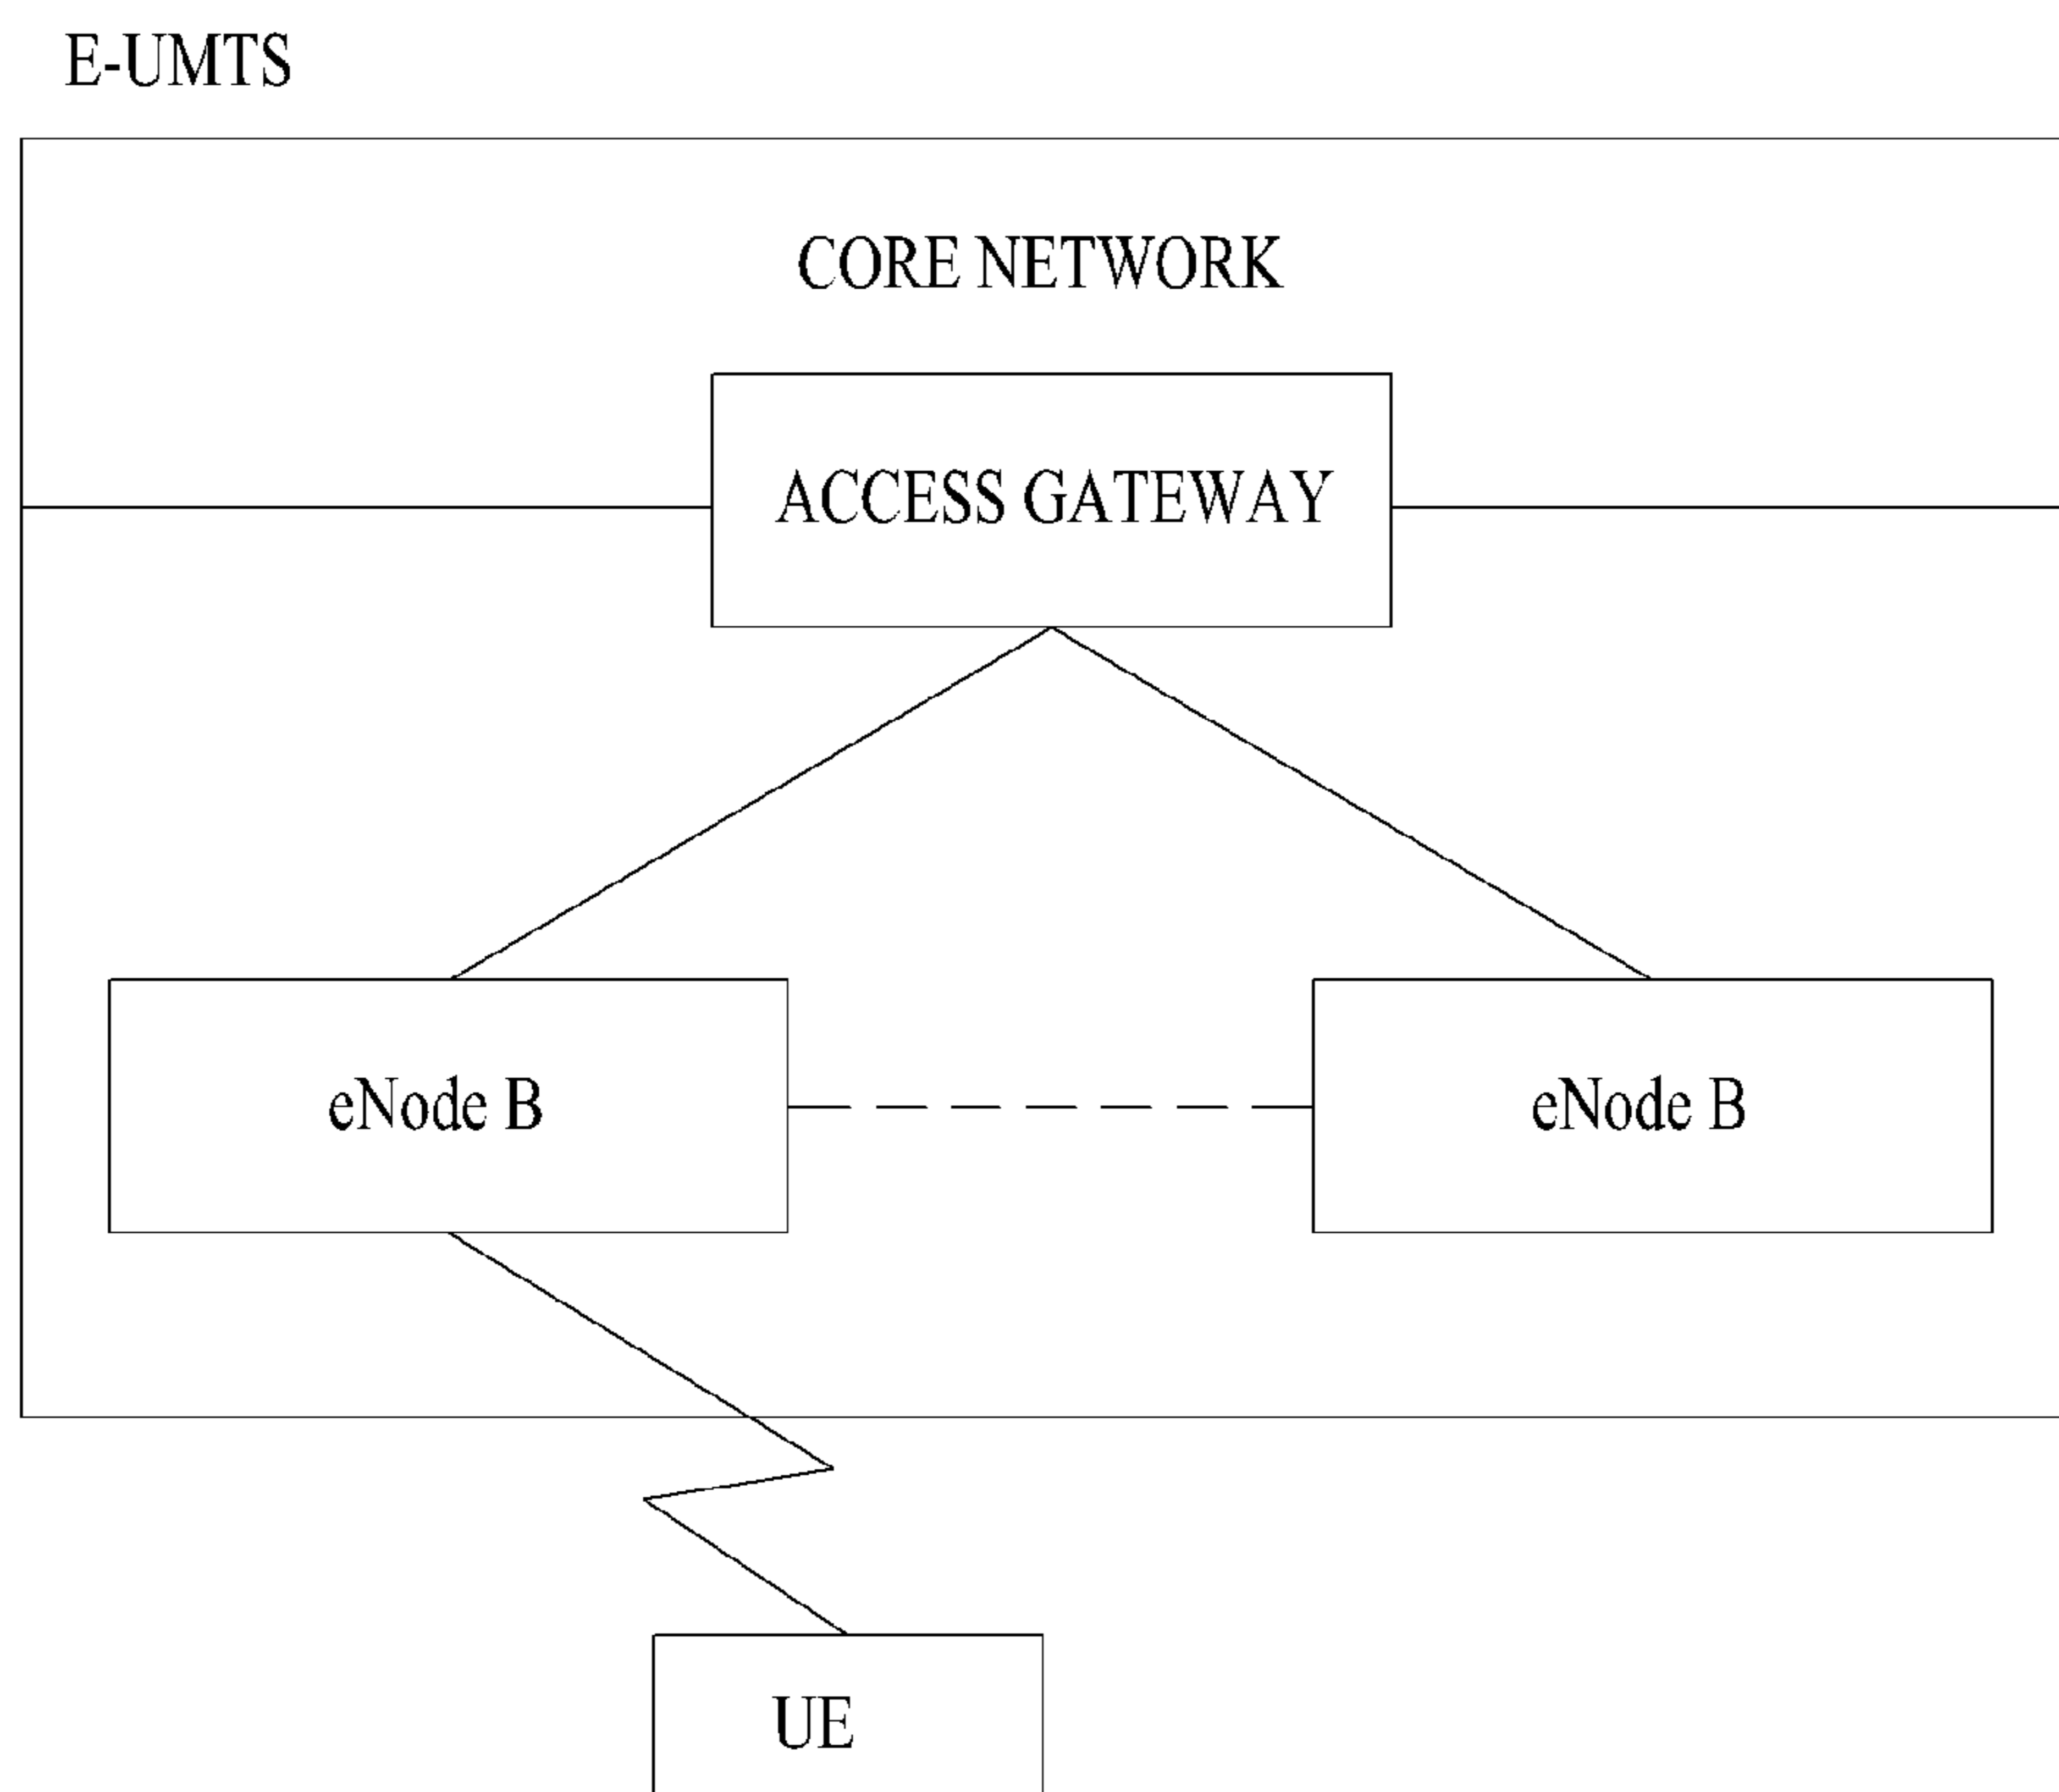 E-UMTS
CORE NETWORK
ACCESS GATEWAY
eNode B
eNode B
UE